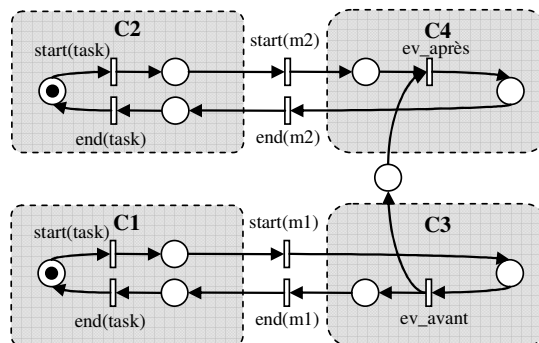 C2
C4
start(task)
start(m2)
ev_après
end(task)
end(m2)
C1
C3
start(task)
start(m1)
end(task)
end(m1)
ev_avant